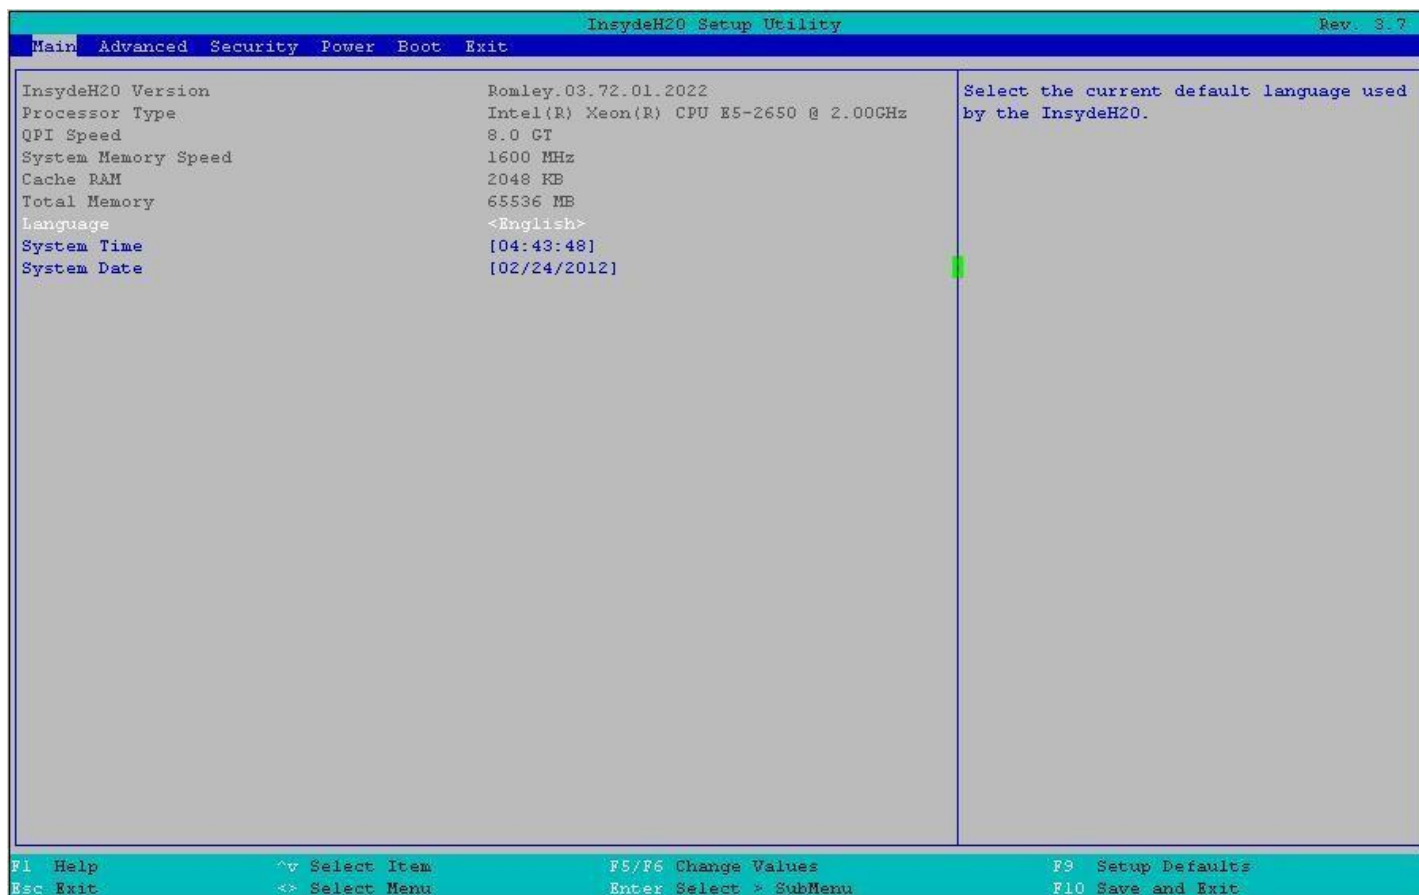 InsydeH20 Setup Utility Rev. 3.7
Main Advanced Security Power Boot Exit
InsydeH20 Version Romley.03.72.01.2022
Processor Type Intel(R) Xeon(R) CPU E5-2650 @ 2.00GHz
QPI Speed 8.0 GT
System Memory Speed 1600 MHz
Cache RAM 2048 KB
Total Memory 65536 MB
Language <English>
System Time [04:43:48]
System Date [02/24/2012]
Select the current default language used
by the InsydeH20.
F1 Help ^v Select Item F5/F6 Change Values F9 Setup Defaults
Esc Exit <> Select Menu Enter Select > SubMenu F10 Save and Exit